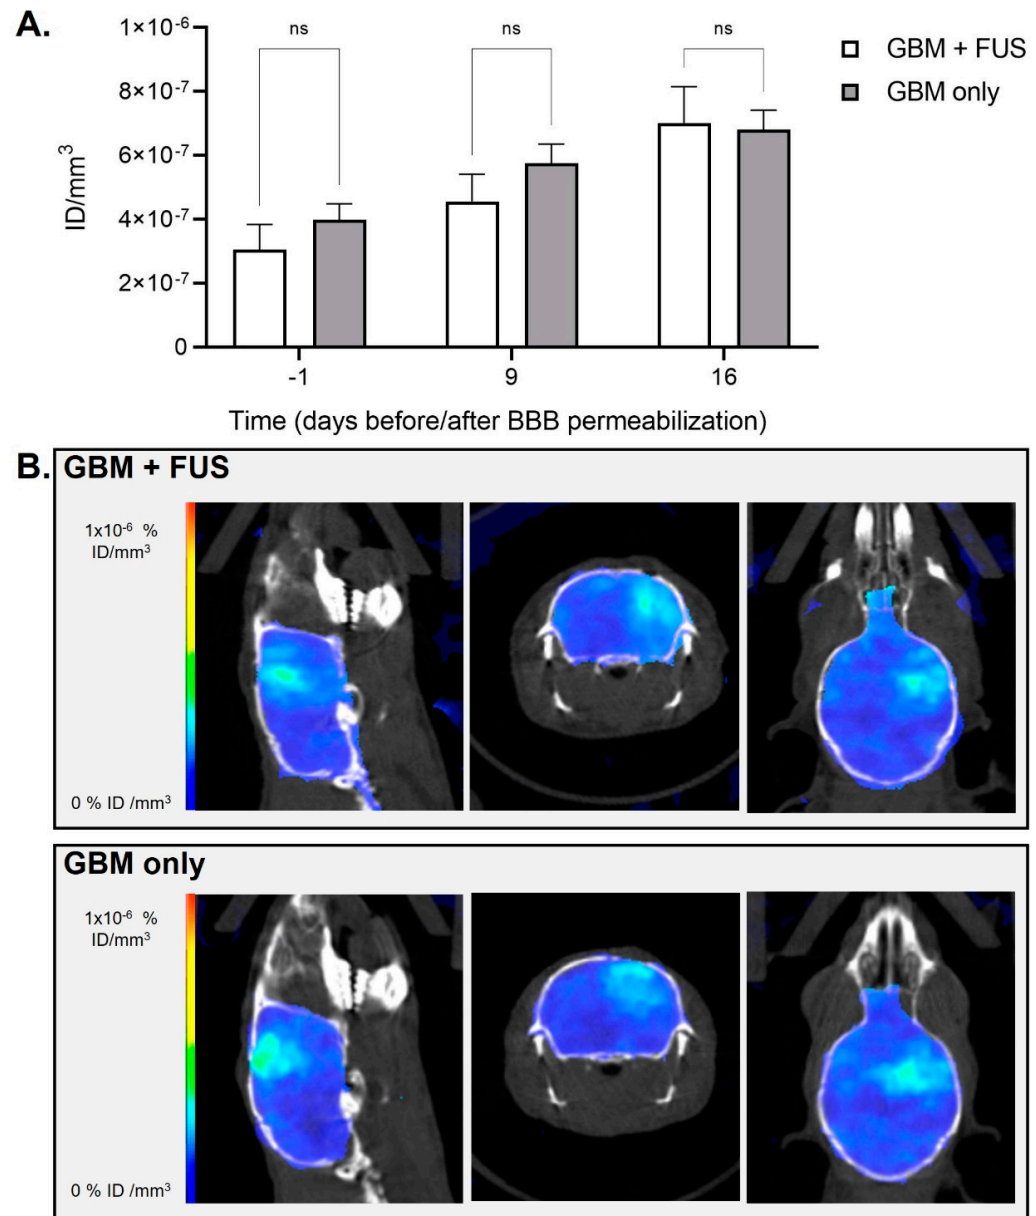 A.
1×10⁻⁶
8×10⁻⁷
6×10⁻⁷
4×10⁻⁷
2×10⁻⁷
0
ID/mm³
ns
ns
ns
GBM + FUS
GBM only
-1
9
16
Time (days before/after BBB permeabilization)
B.
GBM + FUS
1x10⁻⁶ %
ID/mm³
0 % ID /mm³
GBM only
1x10⁻⁶ %
ID/mm³
0 % ID /mm³